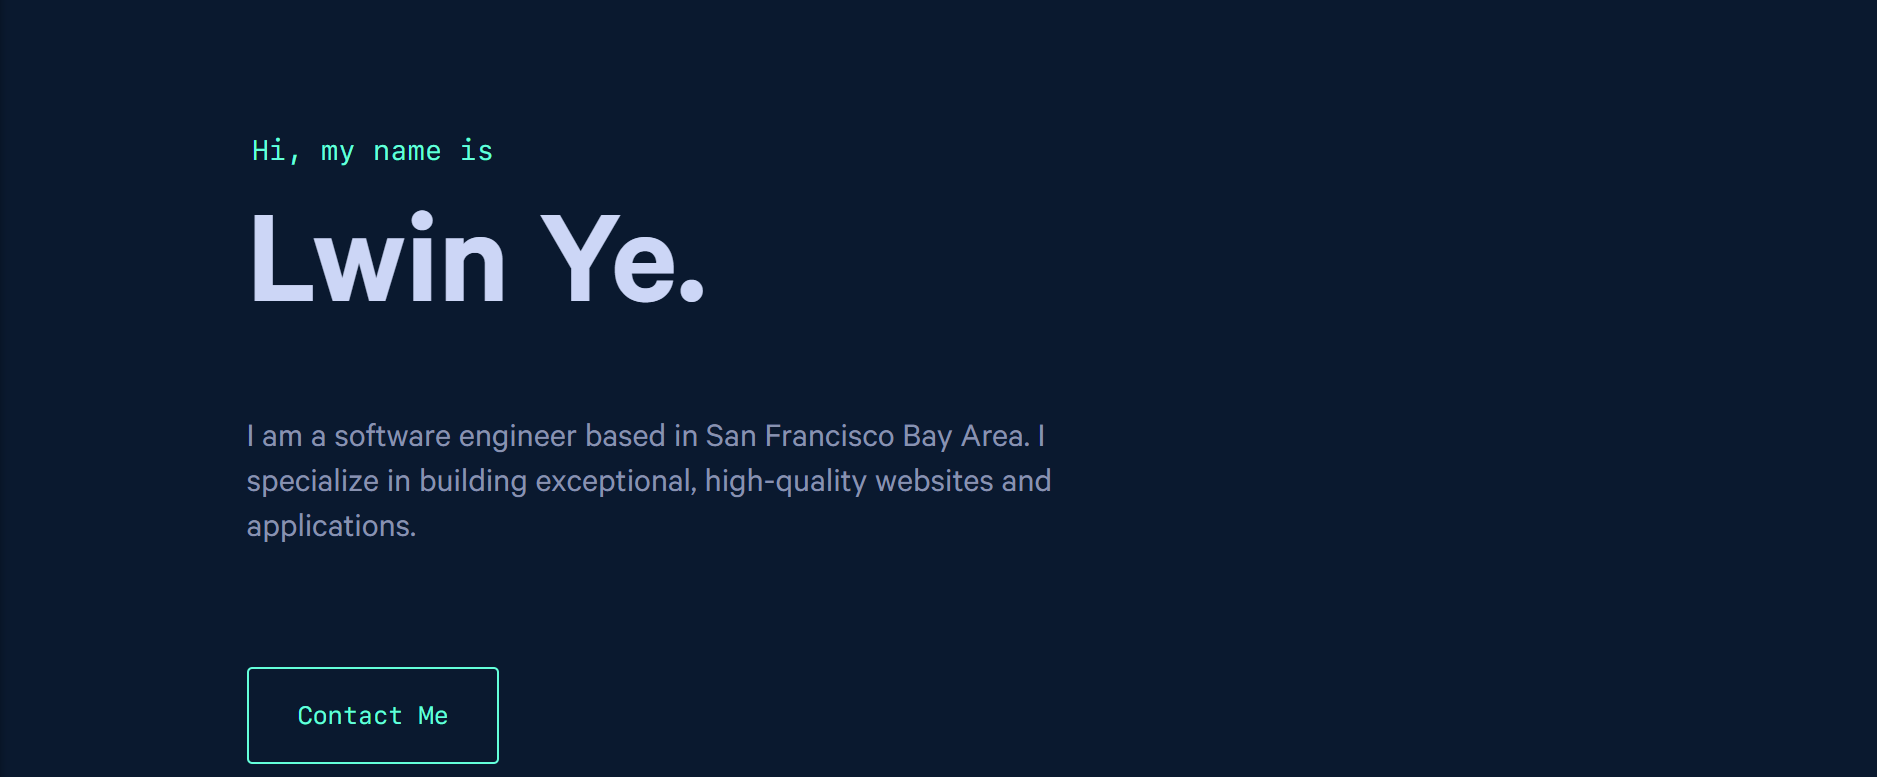 Hi, my name is
Lwin Ye.
I am a software engineer based in San Francisco Bay Area. I
specialize in building exceptional, high-quality websites and
applications.
Contact Me